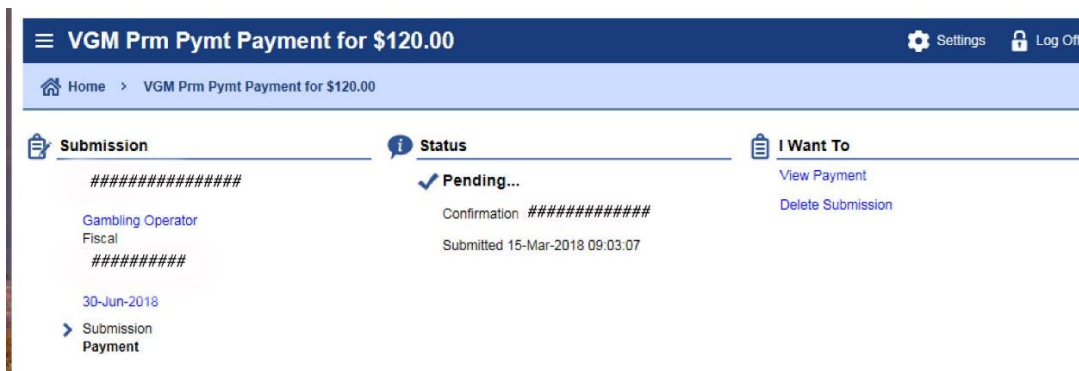 VGM Prm Pymt Payment for $120.00
Settings
Log Off
Home > VGM Prm Pymt Payment for $120.00
Submission
################
Gambling Operator
Fiscal
##########
30-Jun-2018
Submission
Payment
Status
Pending...
Confirmation #############
Submitted 15-Mar-2018 09:03:07
I Want To
View Payment
Delete Submission